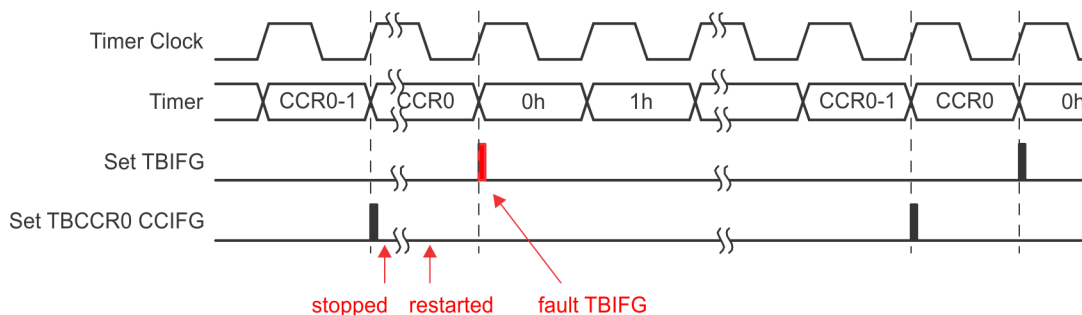 Timer Clock
Timer CCR0-1 CCR0 0h 1h CCR0-1 CCR0 0h
Set TBIFG
Set TBCCR0 CCIFG
stopped restarted fault TBIFG